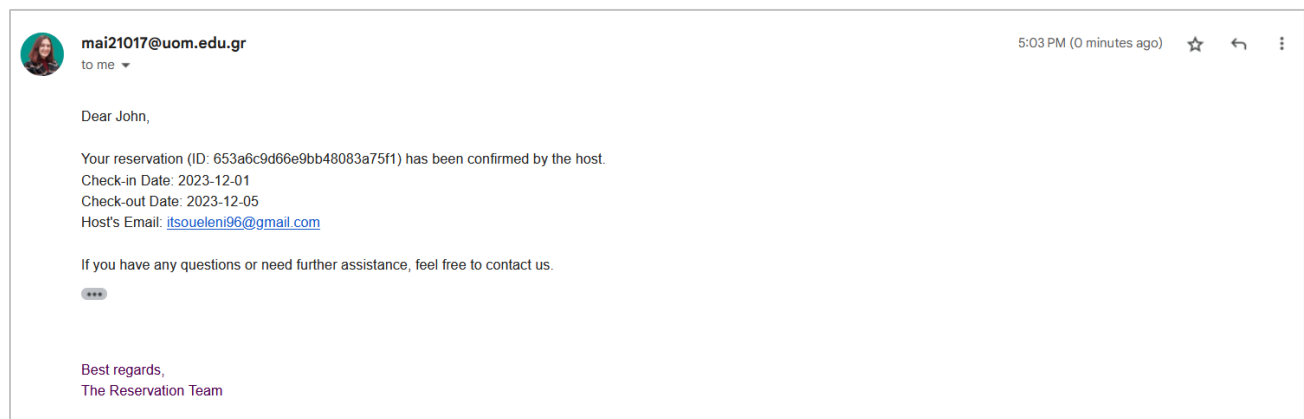 mai21017@uom.edu.gr
5:03 PM (0 minutes ago)
to me
Dear John,
Your reservation (ID: 653a6c9d66e9bb48083a75f1) has been confirmed by the host.
Check-in Date: 2023-12-01
Check-out Date: 2023-12-05
Host's Email: itsoueleni96@gmail.com
If you have any questions or need further assistance, feel free to contact us.
Best regards,
The Reservation Team